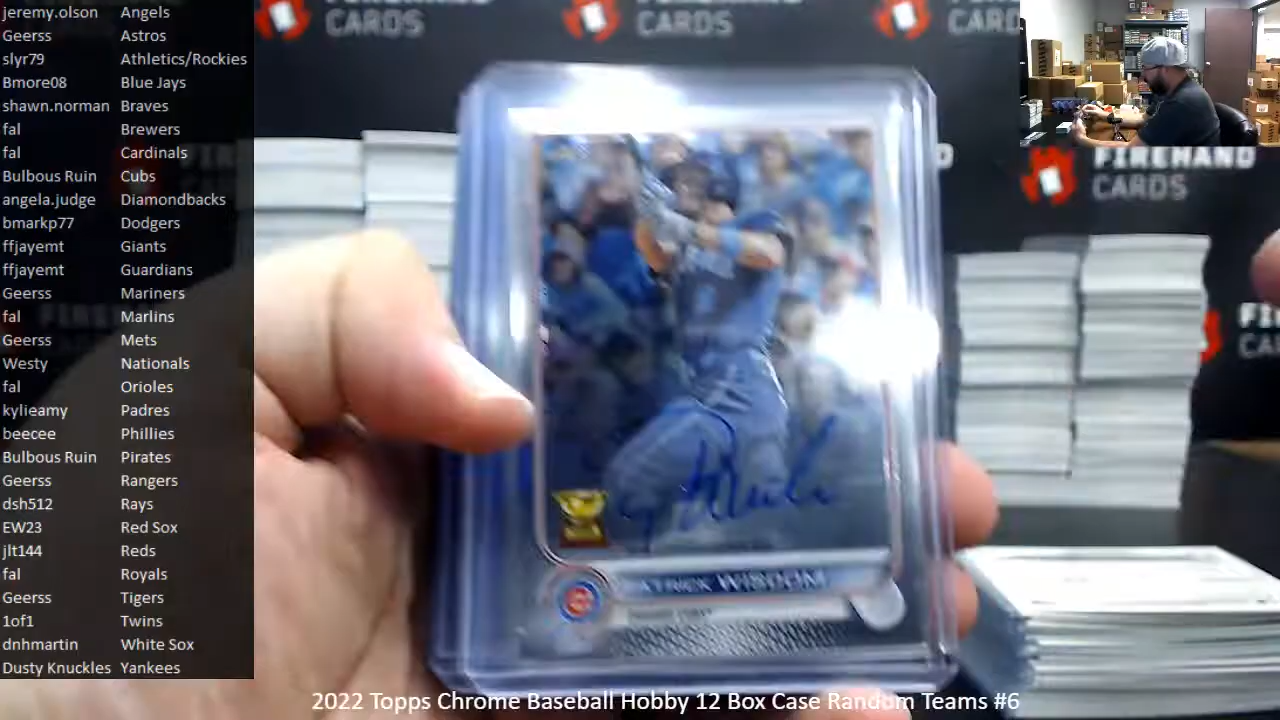 jeremy.olson Angels
Geerss Astros
slyr79 Athletics/Rockies
Bmore08 Blue Jays
shawn.norman Braves
fal Brewers
fal Cardinals
Bulbous Ruin Cubs
angela.judge Diamondbacks
bmarkp77 Dodgers
ffjayemt Giants
ffjayemt Guardians
Geerss Mariners
fal Marlins
Geerss Mets
Westy Nationals
fal Orioles
kylieamy Padres
beecee Phillies
Bulbous Ruin Pirates
Geerss Rangers
dsh512 Rays
EW23 Red Sox
jlt144 Reds
fal Royals
Geerss Tigers
1of1 Twins
dnhmartin White Sox
Dusty Knuckles Yankees
CARDS
CARDS
CARDS
FIREHAND
CARDS
WISDOM
2022 Topps Chrome Baseball Hobby 12 Box Case Random Teams #6